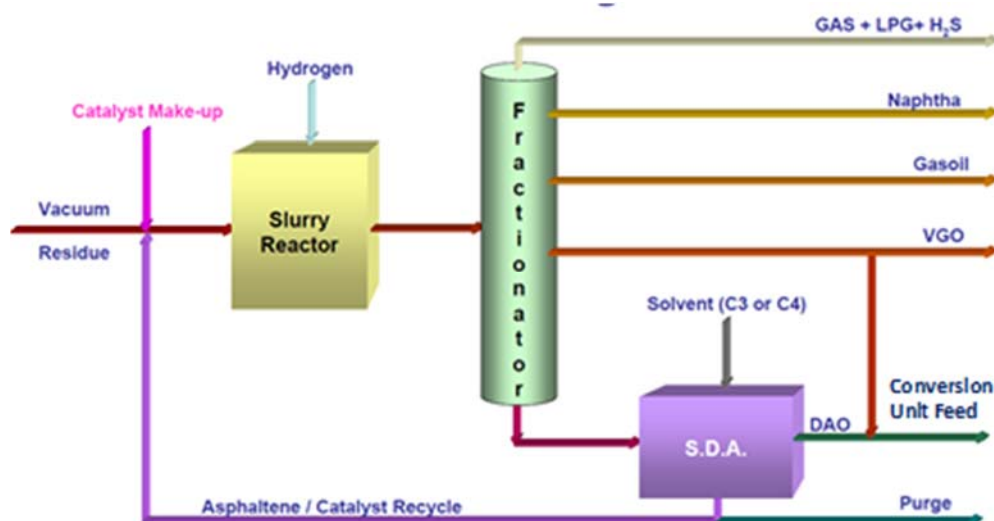 GAS + LPG+ H₂S
Hydrogen
Catalyst Make-up
Fractionator
Naphtha
Gasoil
Vacuum
Residue
Slurry
Reactor
VGO
Solvent (C3 or C4)
Conversion
Unit Feed
DAO
S.D.A.
Asphaltene / Catalyst Recycle
Purge